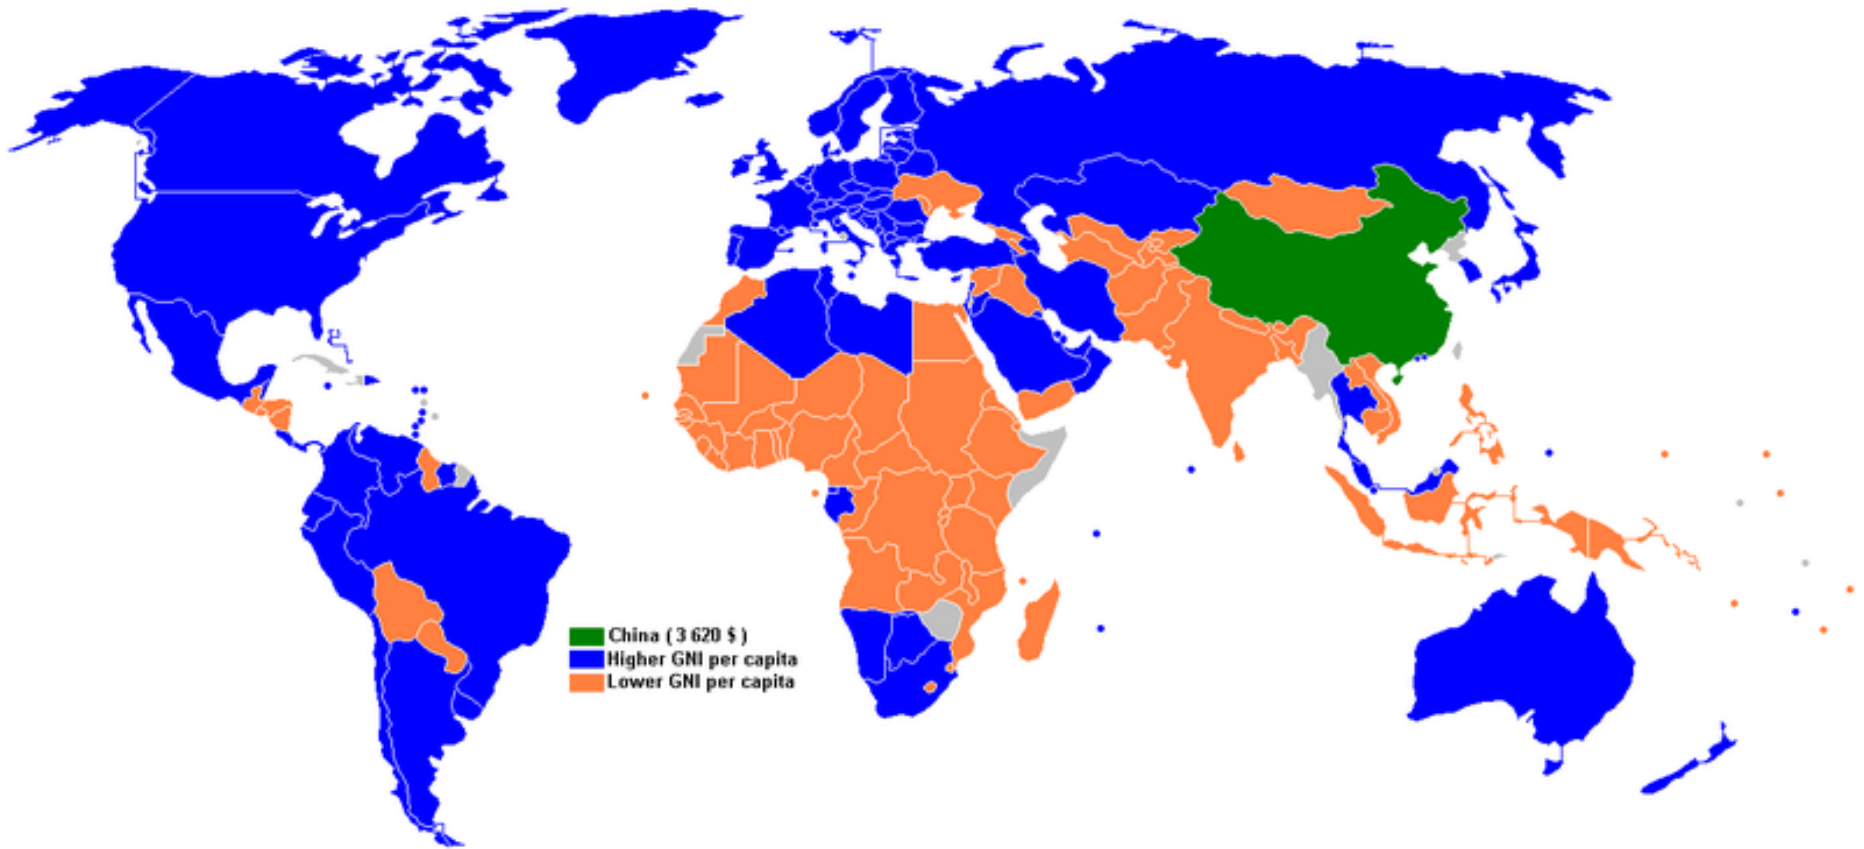 China ( 3 620 $ )
Higher GNI per capita
Lower GNI per capita